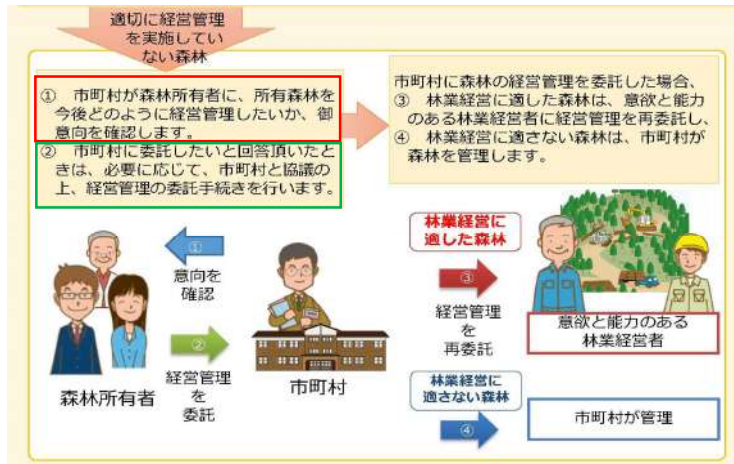 適切に経営管理
を実施してい
ない森林
① 市町村が森林所有者に、所有森林を
今後どのように経営管理したいか、御
意向を確認します。
② 市町村に委託したいと回答頂いたと
きは、必要に応じて、市町村と協議の
上、経営管理の委託手続きを行います。
市町村に森林の経営管理を委託した場合、
③ 林業経営に適した森林は、意欲と能力
のある林業経営者に経営管理を再委託し、
④ 林業経営に適さない森林は、市町村が
森林を管理します。
①
意向を
確認
②
経営管理
を
委託
森林所有者
市町村
林業経営に
適した森林
③
経営管理
を
再委託
意欲と能力のある
林業経営者
林業経営に
適さない森林
④
市町村が管理